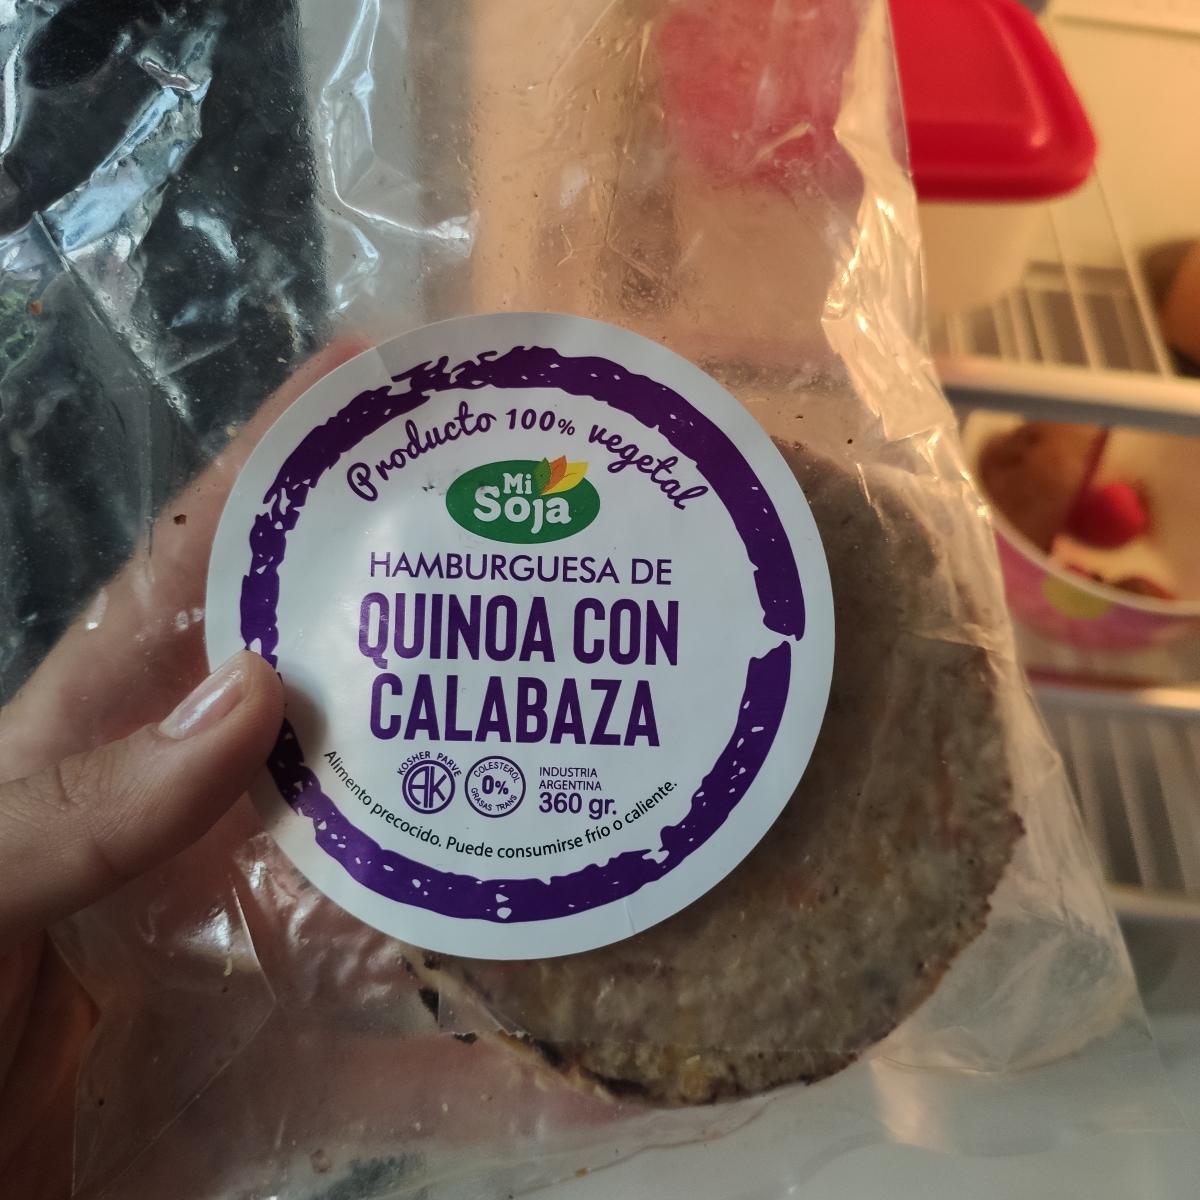 Producto 100% vegetal
Mi
Soja
HAMBURGUESA DE
QUINOA CON
CALABAZA
KOSHER PARVE
AK
COLESTEROL
0%
GRASAS TRANS
INDUSTRIA
ARGENTINA
360 gr.
Alimento precocido. Puede consumirse frío o caliente.